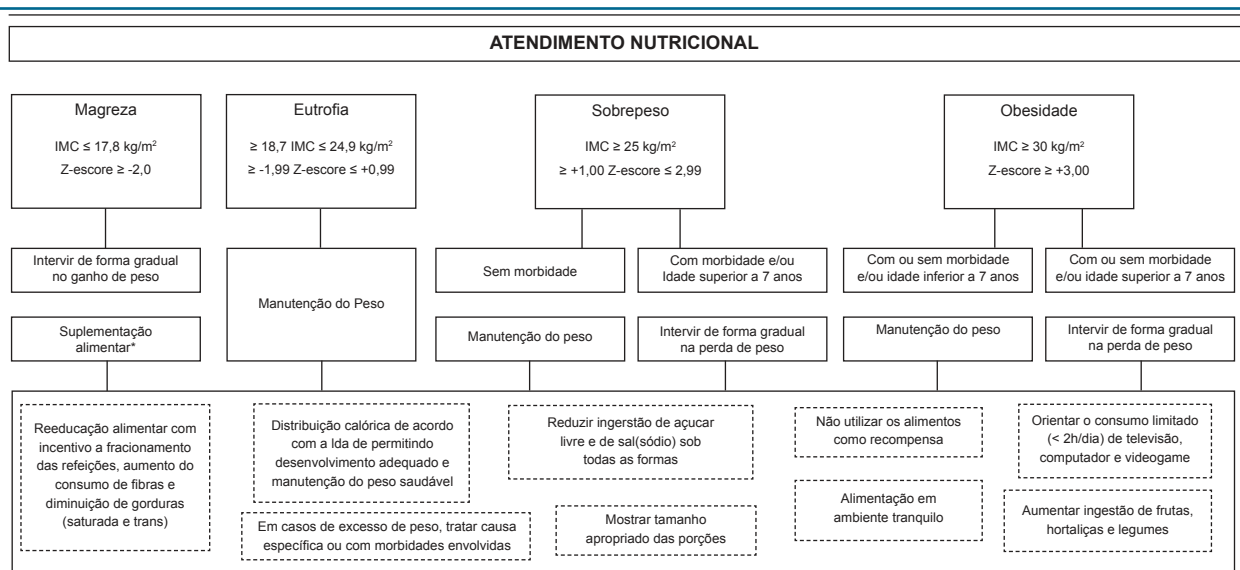 ATENDIMENTO NUTRICIONAL
Magreza
IMC ≤ 17,8 kg/m²
Z-escore ≥ -2,0
Eutrofia
≥ 18,7 IMC ≤ 24,9 kg/m²
≥ -1,99 Z-escore ≤ +0,99
Sobrepeso
IMC ≥ 25 kg/m²
≥ +1,00 Z-escore ≤ 2,99
Obesidade
IMC ≥ 30 kg/m²
Z-escore ≥ +3,00
Intervir de forma gradual
no ganho de peso
Manutenção do Peso
Sem morbidade
Com morbidade e/ou
Idade superior a 7 anos
Com ou sem morbidade
e/ou idade inferior a 7 anos
Com ou sem morbidade
e/ou idade superior a 7 anos
Suplementação
alimentar*
Manutenção do peso
Intervir de forma gradual
na perda de peso
Manutenção do peso
Intervir de forma gradual
na perda de peso
Reeducação alimentar com
incentivo a fracionamento
das refeições, aumento do
consumo de fibras e
diminuição de gorduras
(saturada e trans)
Distribuição calórica de acordo
com a Ida de permitindo
desenvolvimento adequado e
manutenção do peso saudável
Em casos de excesso de peso, tratar causa
específica ou com morbidades envolvidas
Reduzir ingestão de açucar
livre e de sal(sódio) sob
todas as formas
Mostrar tamanho
apropriado das porções
Não utilizar os alimentos
como recompensa
Alimentação em
ambiente tranquilo
Orientar o consumo limitado
(< 2h/dia) de televisão,
computador e videogame
Aumentar ingestão de frutas,
hortaliças e legumes